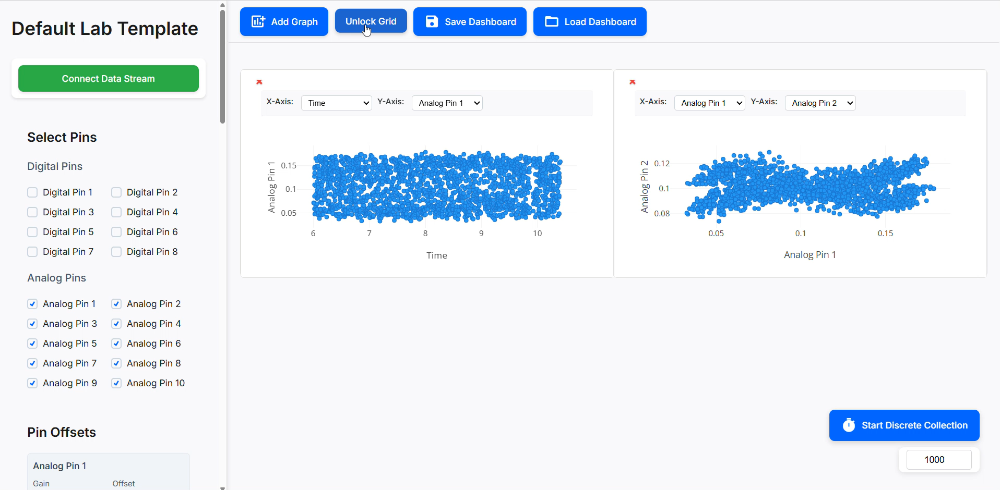 Default Lab Template
Connect Data Stream
Select Pins
Digital Pins
Digital Pin 1 Digital Pin 2
Digital Pin 3 Digital Pin 4
Digital Pin 5 Digital Pin 6
Digital Pin 7 Digital Pin 8
Analog Pins
Analog Pin 1 Analog Pin 2
Analog Pin 3 Analog Pin 4
Analog Pin 5 Analog Pin 6
Analog Pin 7 Analog Pin 8
Analog Pin 9 Analog Pin 10
Pin Offsets
Analog Pin 1
Gain Offset
Add Graph Unlock Grid Save Dashboard Load Dashboard
X-Axis: Time Y-Axis: Analog Pin 1
Analog Pin 1
0.15
0.1
0.05
6 7 8 9 10
Time
X-Axis: Analog Pin 1 Y-Axis: Analog Pin 2
Analog Pin 2
0.12
0.1
0.08
0.05 0.1 0.15
Analog Pin 1
Start Discrete Collection
1000